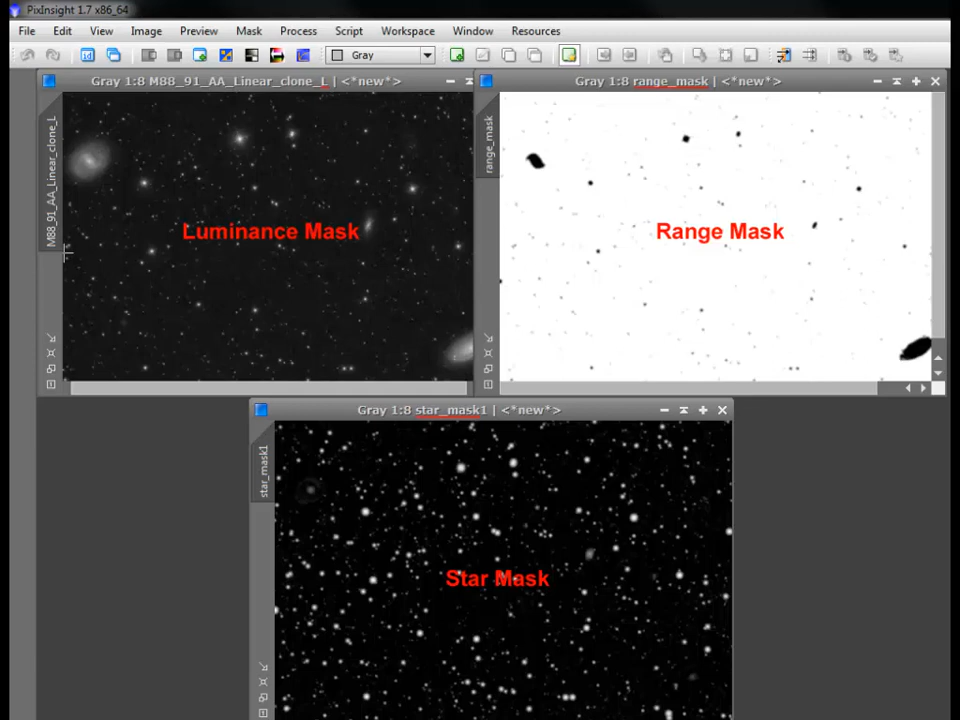 PixInsight 1.7 x86_64
File Edit View Image Preview Mask Process Script Workspace Window Resources
Gray
Gray 1:8 M88_91_AA_Linear_clone_L | <*new*>
M88_91_AA_Linear_clone_L
Luminance Mask
Gray 1:8 range_mask | <*new*>
range_mask
Range Mask
Gray 1:8 star_mask1 | <*new*>
star_mask1
Star Mask